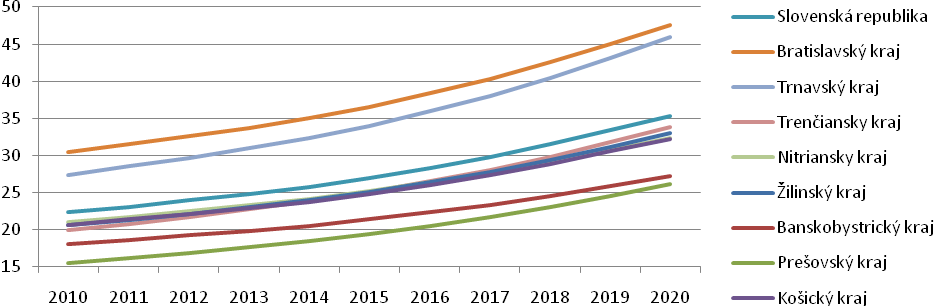 50
45
40
35
30
25
20
15
2010 2011 2012 2013 2014 2015 2016 2017 2018 2019 2020
Slovenská republika
Bratislavský kraj
Trnavský kraj
Trenčiansky kraj
Nitriansky kraj
Žilinský kraj
Banskobystrický kraj
Prešovský kraj
Košický kraj